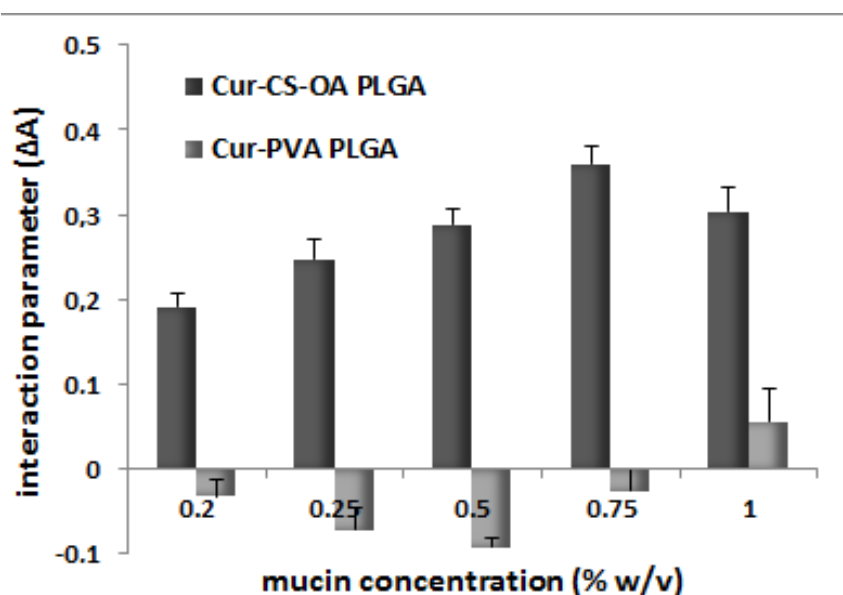 0.5
0.4
0,3
0,2
0.1
0
-0.1
interaction parameter (ΔA)
Cur-CS-OA PLGA
Cur-PVA PLGA
0.2 0.25 0.5 0.75 1
mucin concentration (% w/v)